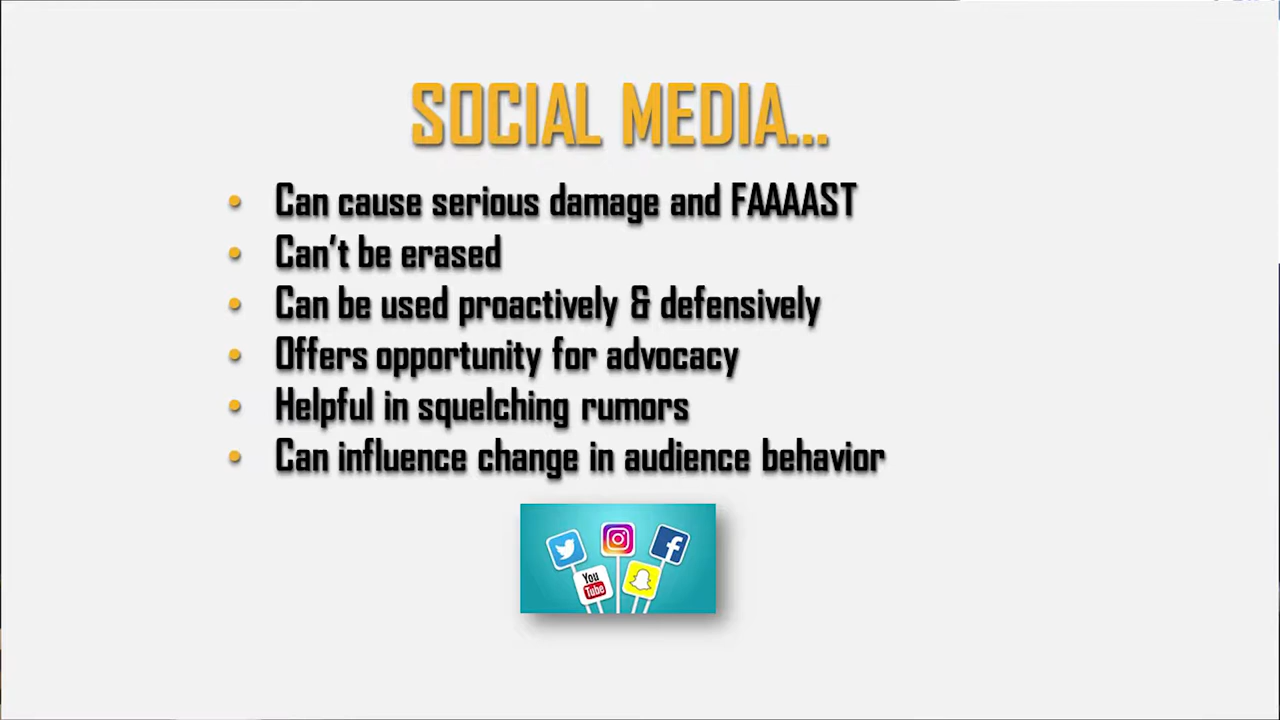 SOCIAL MEDIA...
• Can cause serious damage and FAAAAST
• Can't be erased
• Can be used proactively & defensively
• Offers opportunity for advocacy
• Helpful in squelching rumors
• Can influence change in audience behavior
You
Tube